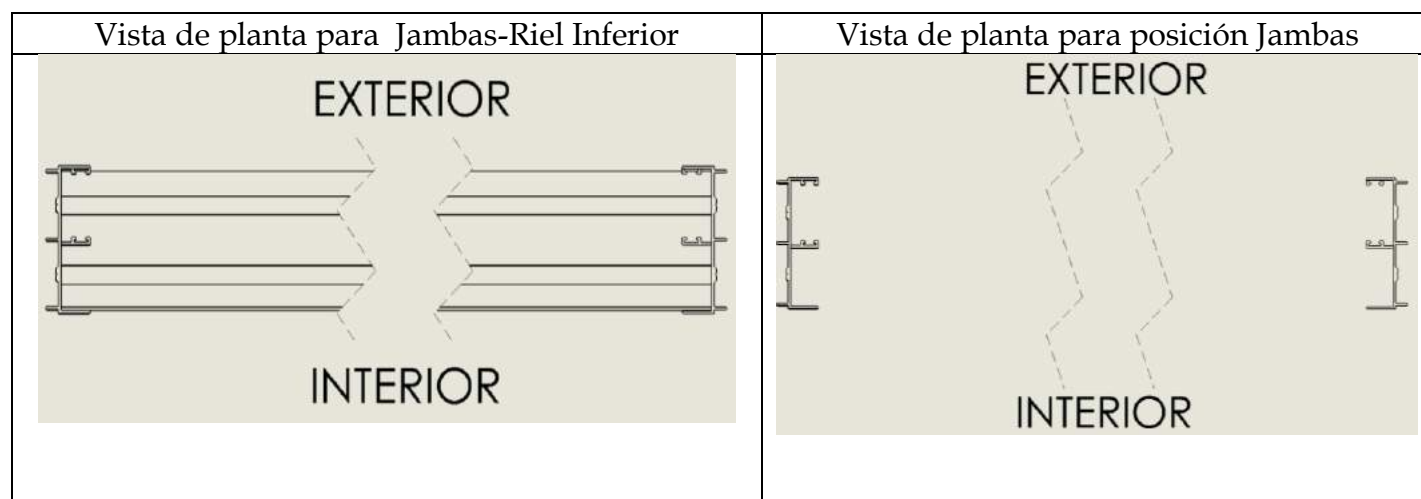 Vista de planta para Jambas-Riel Inferior
EXTERIOR
INTERIOR
Vista de planta para posición Jambas
EXTERIOR
INTERIOR